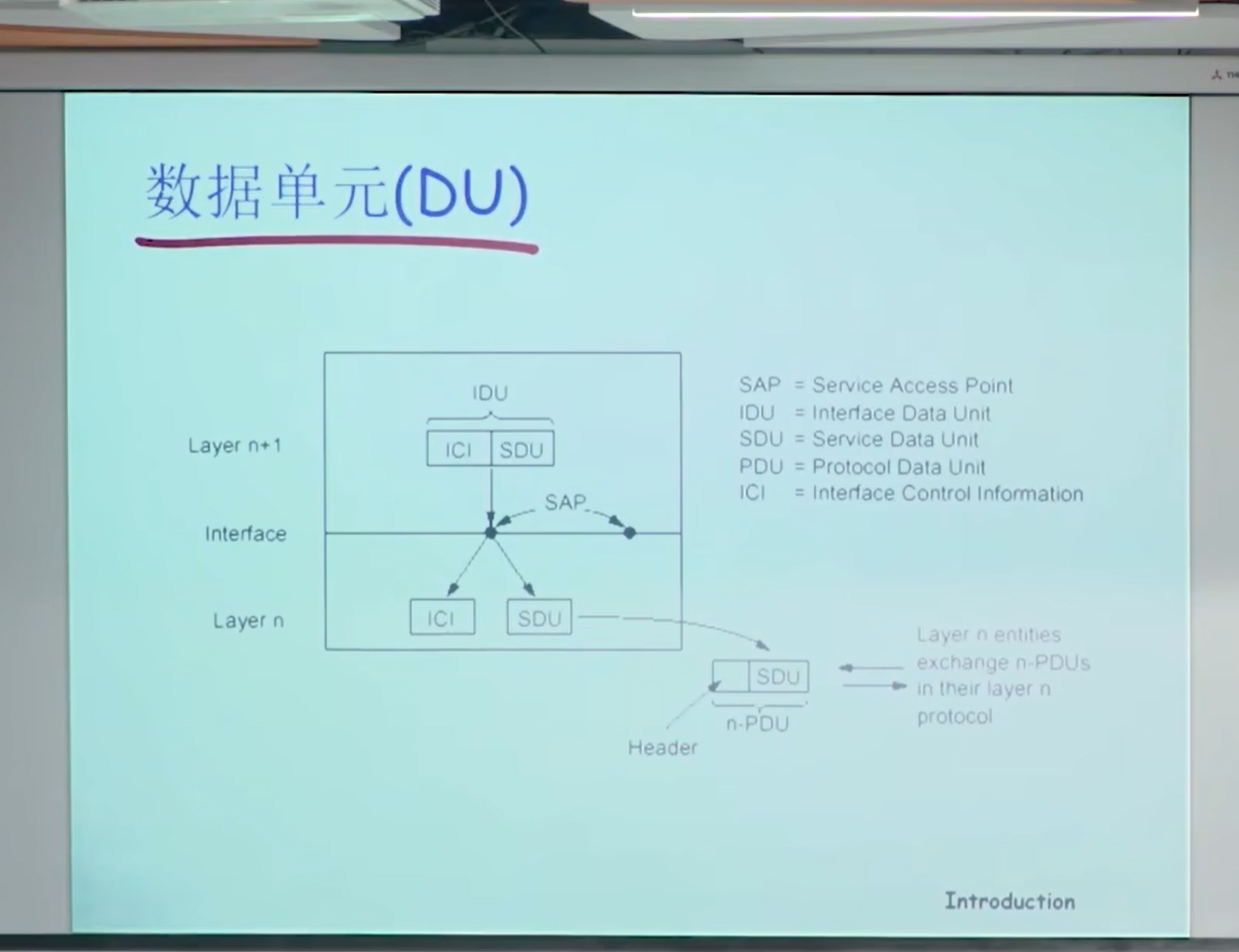 数据单元(DU)
IDU
Layer n+1
ICI SDU
SAP
Interface
Layer n
ICI SDU
SAP = Service Access Point
IDU = Interface Data Unit
SDU = Service Data Unit
PDU = Protocol Data Unit
ICI = Interface Control Information
SDU
n-PDU
Header
Layer n entities
exchange n-PDUs
in their layer n
protocol
Introduction